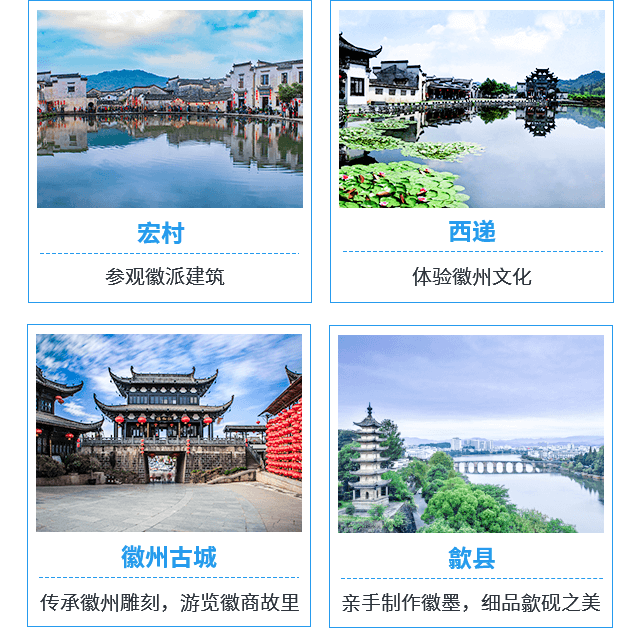 宏村
参观徽派建筑
西递
体验徽州文化
徽州古城
传承徽州雕刻，游览徽商故里
歙县
亲手制作徽墨，细品歙砚之美